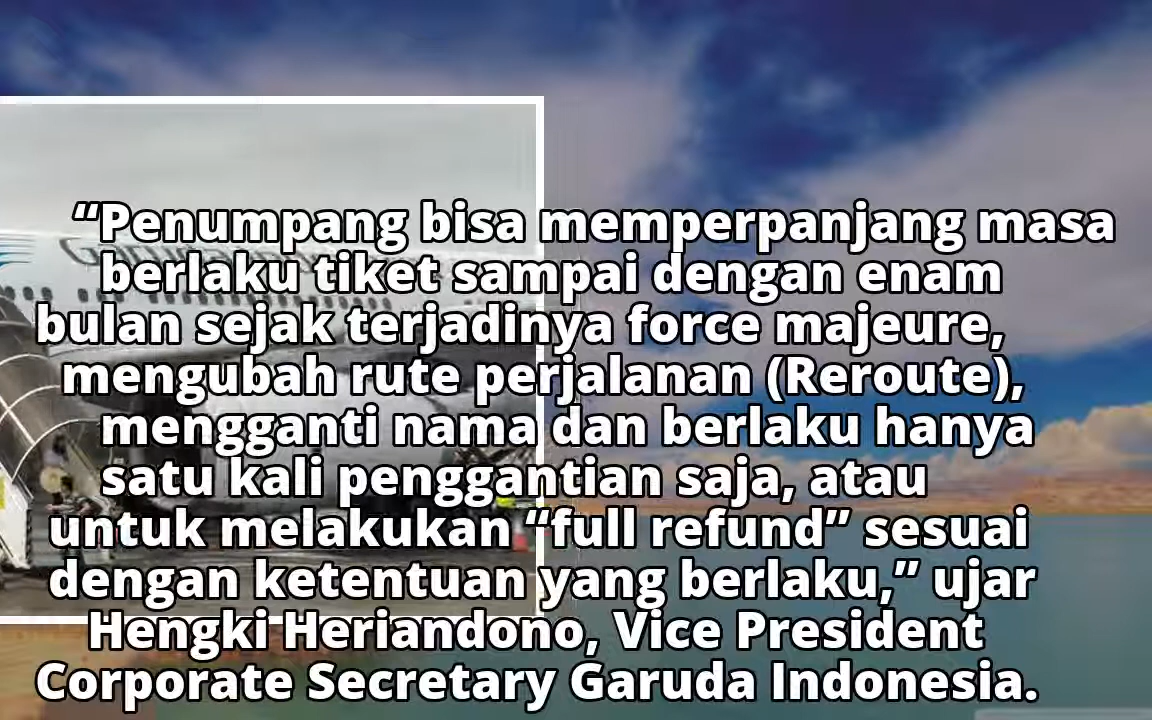 “Penumpang bisa memperpanjang masa
berlaku tiket sampai dengan enam
bulan sejak terjadinya force majeure,
mengubah rute perjalanan (Reroute),
mengganti nama dan berlaku hanya
satu kali penggantian saja, atau
untuk melakukan “full refund” sesuai
dengan ketentuan yang berlaku,” ujar
Hengki Heriandono, Vice President
Corporate Secretary Garuda Indonesia.